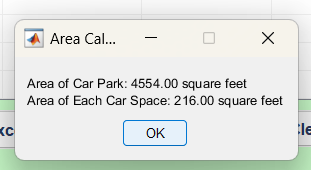 Area Cal...
Area of Car Park: 4554.00 square feet
Area of Each Car Space: 216.00 square feet
OK